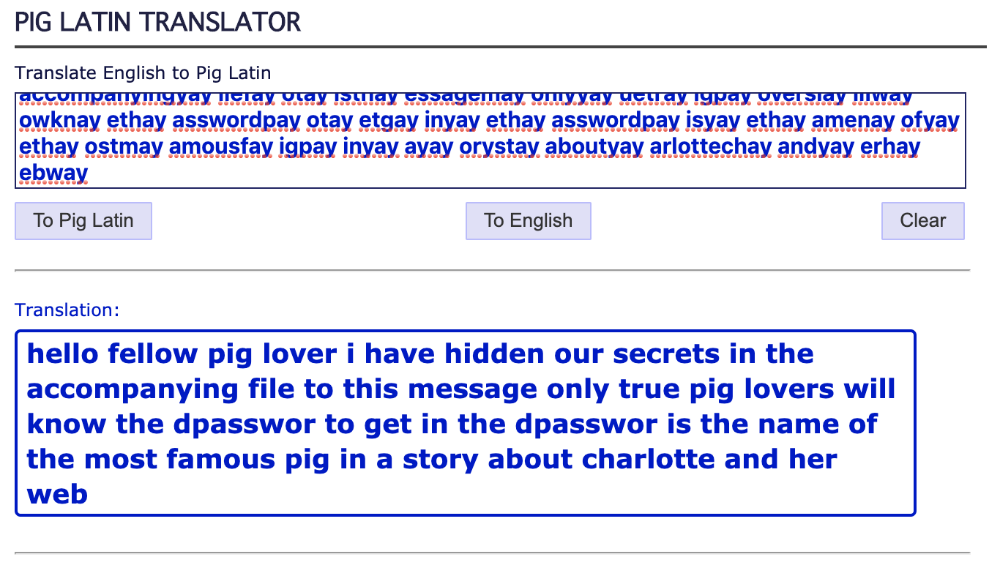 PIG LATIN TRANSLATOR
Translate English to Pig Latin
accompanyingyay ilefay otay isthay essagemay onlyyay uetray igpay overslay illway
owknay ethay asswordpay otay etgay inyay ethay asswordpay isyay ethay amenay ofyay
ethay ostmay amousfay igpay inyay ayay orystay aboutyay arlottechay andyay erhay
ebway
To Pig Latin To English Clear
Translation:
hello fellow pig lover i have hidden our secrets in the
accompanying file to this message only true pig lovers will
know the dpasswor to get in the dpasswor is the name of
the most famous pig in a story about charlotte and her
web